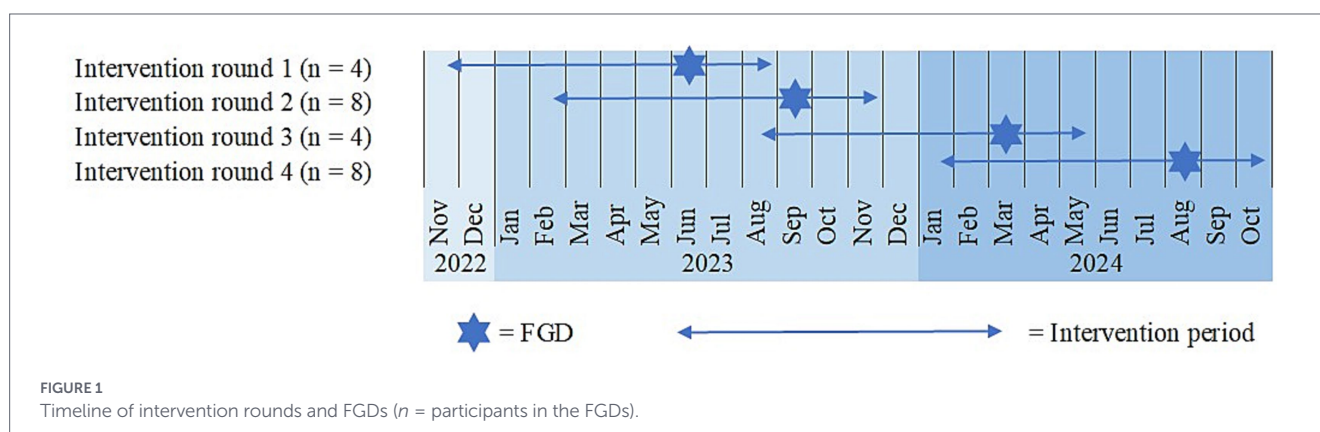 Intervention round 1 (n = 4)
Intervention round 2 (n = 8)
Intervention round 3 (n = 4)
Intervention round 4 (n = 8)
Nov Dec Jan Feb Mar Apr May Jun Jul Aug Sep Oct Nov Dec Jan Feb Mar Apr May Jun Jul Aug Sep Oct
2022 2023 2024
= FGD = Intervention period
FIGURE 1
Timeline of intervention rounds and FGDs (n = participants in the FGDs).